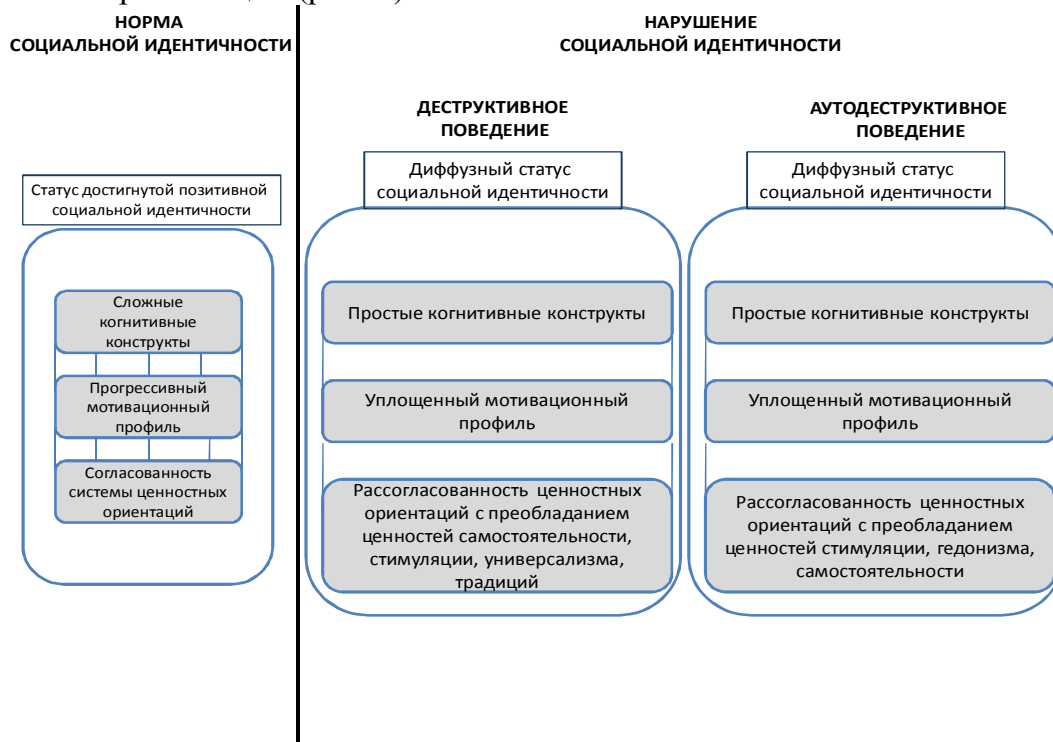 НОРМА
СОЦИАЛЬНОЙ ИДЕНТИЧНОСТИ
Статус достигнутой позитивной
социальной идентичности
Сложные
когнитивные
конструкты
Прогрессивный
мотивационный
профиль
Согласованность
системы ценностных
ориентаций
НАРУШЕНИЕ
СОЦИАЛЬНОЙ ИДЕНТИЧНОСТИ
ДЕСТРУКТИВНОЕ
ПОВЕДЕНИЕ
Диффузный статус
социальной идентичности
Простые когнитивные конструкты
Уплощенный мотивационный
профиль
Рассогласованность ценностных
ориентаций с преобладанием
ценностей самостоятельности,
стимуляции, универсализма,
традиций
АУТОДЕСТРУКТИВНОЕ
ПОВЕДЕНИЕ
Диффузный статус
социальной идентичности
Простые когнитивные конструкты
Уплощенный мотивационный
профиль
Рассогласованность ценностных
ориентаций с преобладанием
ценностей стимуляции, гедонизма,
самостоятельности